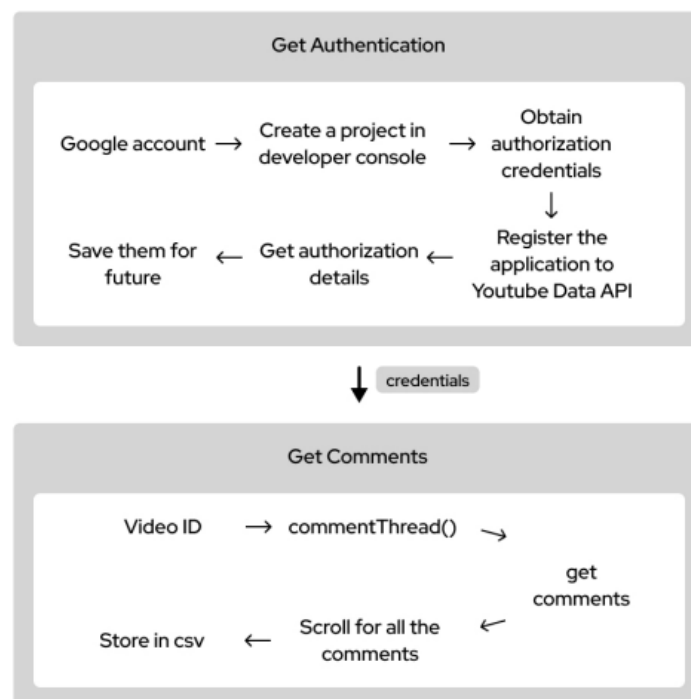 Get Authentication
Google account
Create a project in
developer console
Obtain
authorization
credentials
Register the
application to
Youtube Data API
Get authorization
details
Save them for
future
credentials
Get Comments
Video ID
commentThread()
get
comments
Scroll for all the
comments
Store in csv